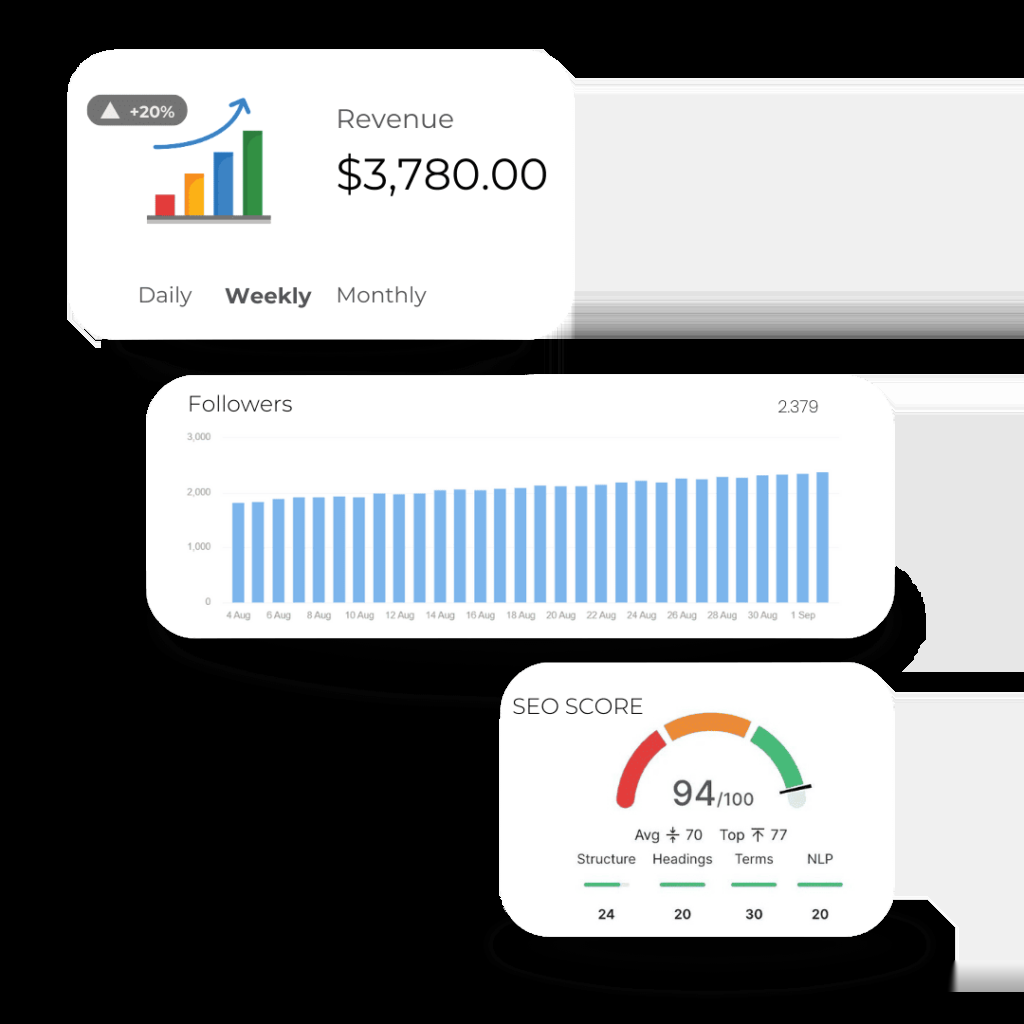 +20%
Revenue
$3,780.00
Daily Weekly Monthly
Followers 2.379
3,000
2,000
1,000
0
4 Aug 6 Aug 8 Aug 10 Aug 12 Aug 14 Aug 16 Aug 18 Aug 20 Aug 22 Aug 24 Aug 26 Aug 28 Aug 30 Aug 1 Sep
SEO SCORE
94/100
Avg 70 Top 77
Structure Headings Terms NLP
24 20 30 20